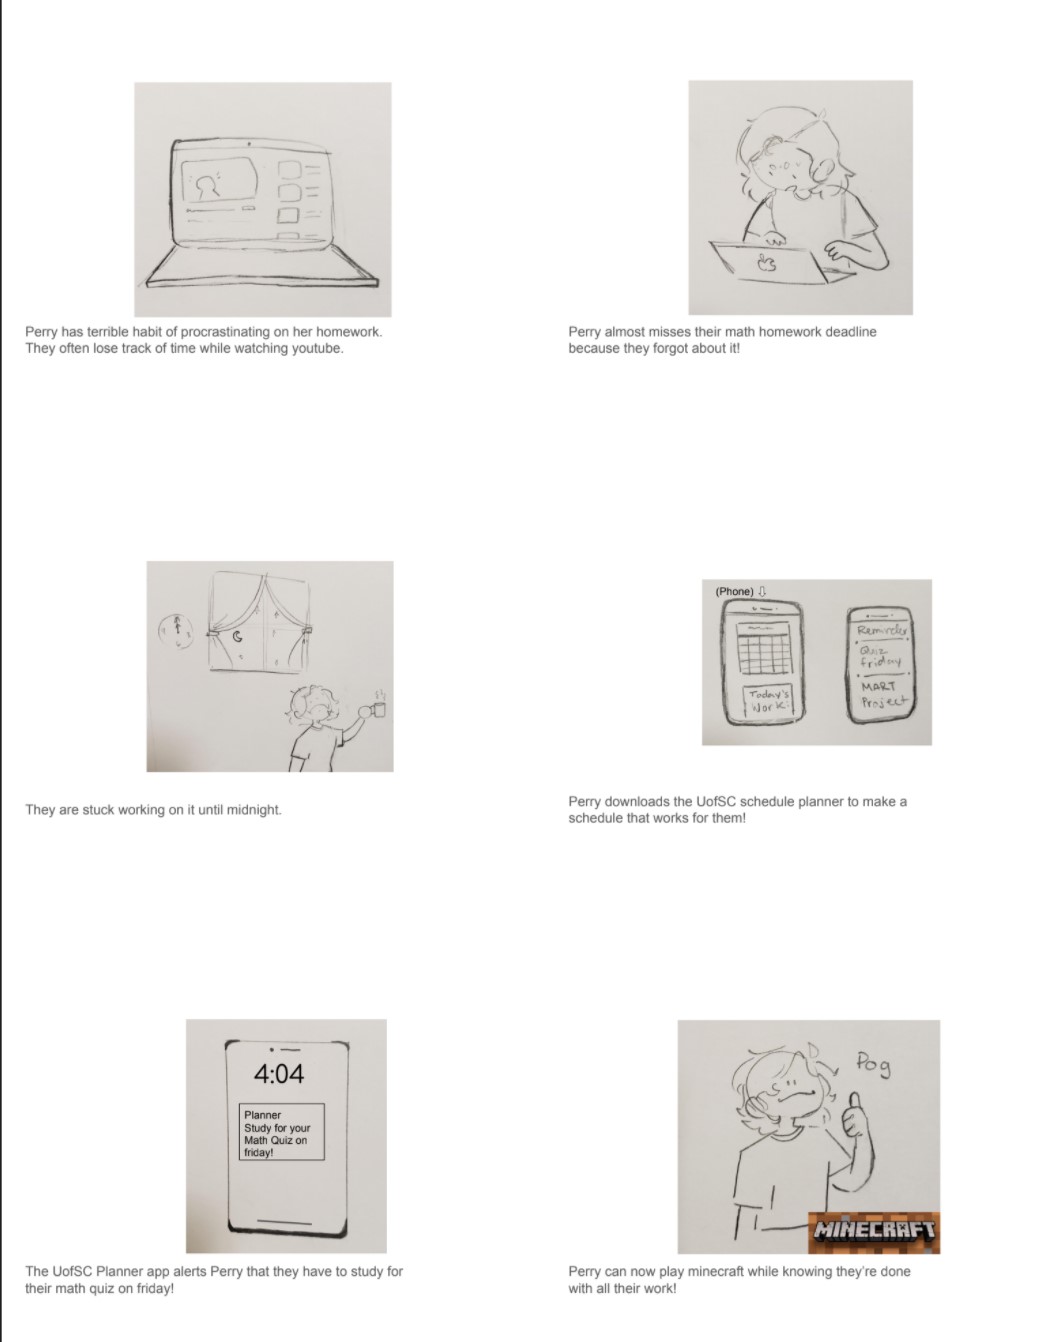 Perry has terrible habit of procrastinating on her homework.
They often lose track of time while watching youtube.
Perry almost misses their math homework deadline
because they forgot about it!
They are stuck working on it until midnight.
(Phone)
Today's
Work!
Reminder
Quiz
friday
MART
Project
Perry downloads the UofSC schedule planner to make a
schedule that works for them!
4:04
Planner
Study for your
Math Quiz on
friday!
The UofSC Planner app alerts Perry that they have to study for
their math quiz on friday!
Pog
MINECRAFT
Perry can now play minecraft while knowing they're done
with all their work!